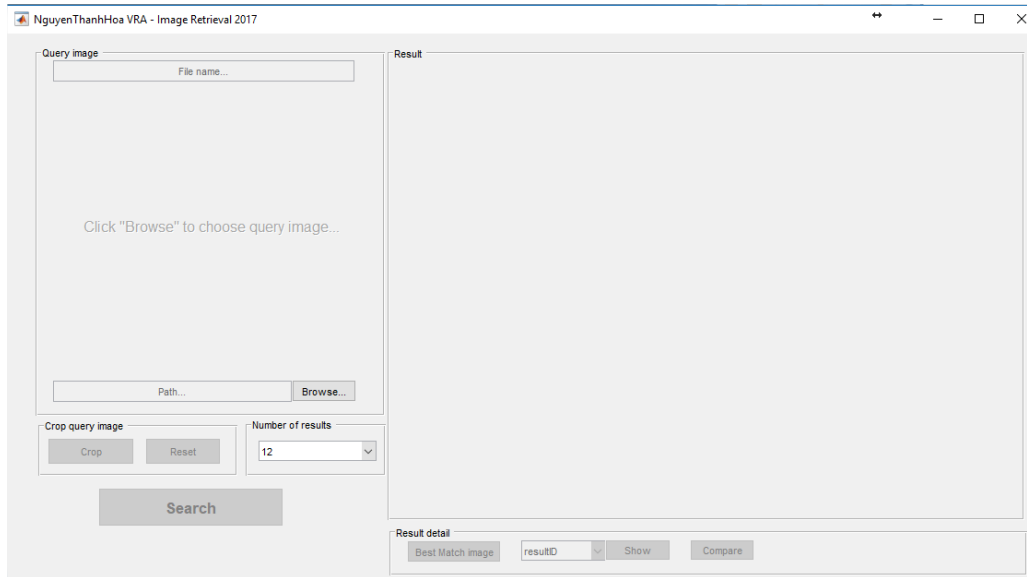 NguyenThanhHoa VRA - Image Retrieval 2017
Query image
File name...
Click "Browse" to choose query image...
Path...
Browse...
Crop query image
Crop
Reset
Number of results
12
Search
Result
Result detail
Best Match image
resultID
Show
Compare